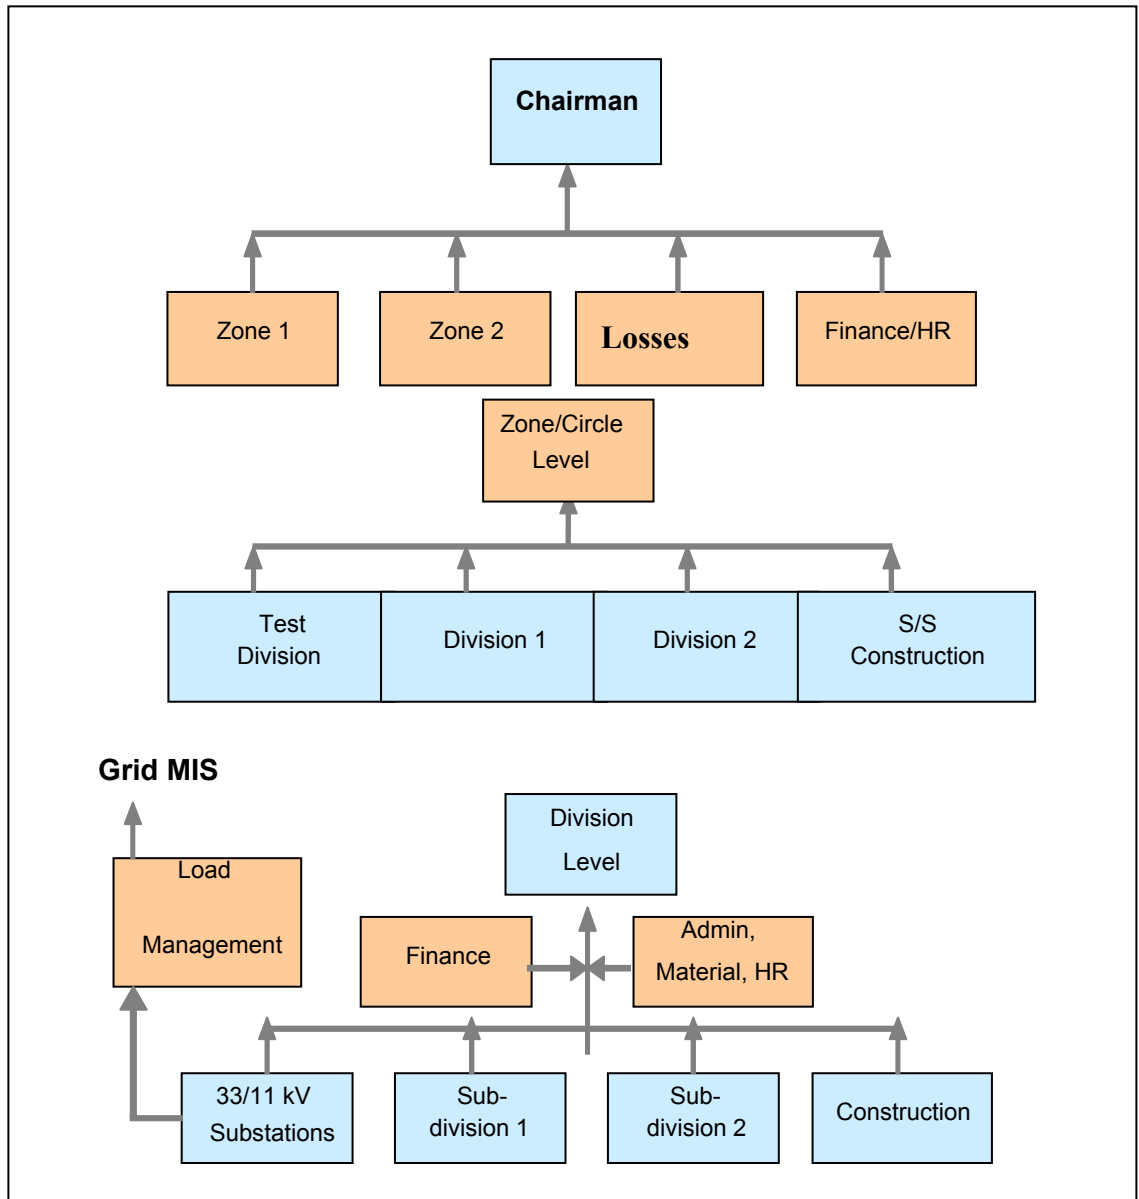 Chairman
Zone 1
Zone 2
Losses
Finance/HR
Zone/Circle
Level
Test
Division
Division 1
Division 2
S/S
Construction
Grid MIS
Division
Level
Load
Management
Finance
Admin,
Material, HR
33/11 kV
Substations
Sub-
division 1
Sub-
division 2
Construction